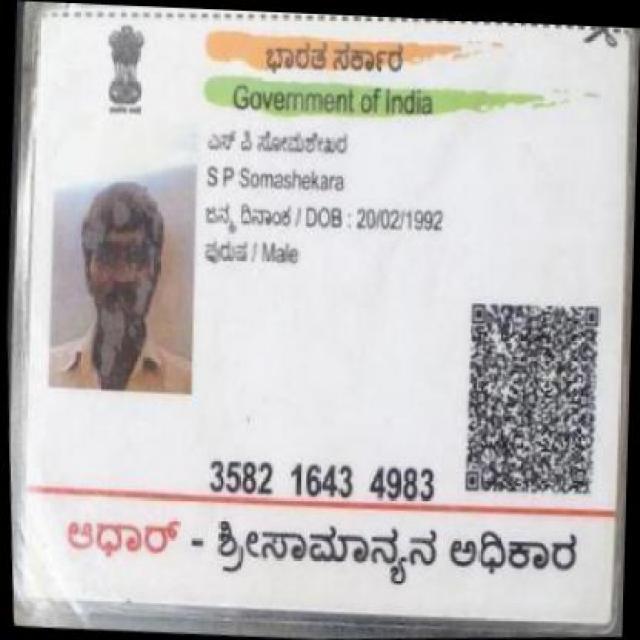 ಭಾರತ ಸರ್ಕಾರ
Government of India
ಎಸ್ ಪಿ ಸೋಮಶೇಖರ
S P Somashekara
ಜನ್ಮ ದಿನಾಂಕ / DOB : 20/02/1992
ಪುರುಷ / Male
3582 1643 4983
ಆಧಾರ್ - ಶ್ರೀಸಾಮಾನ್ಯನ ಅಧಿಕಾರ